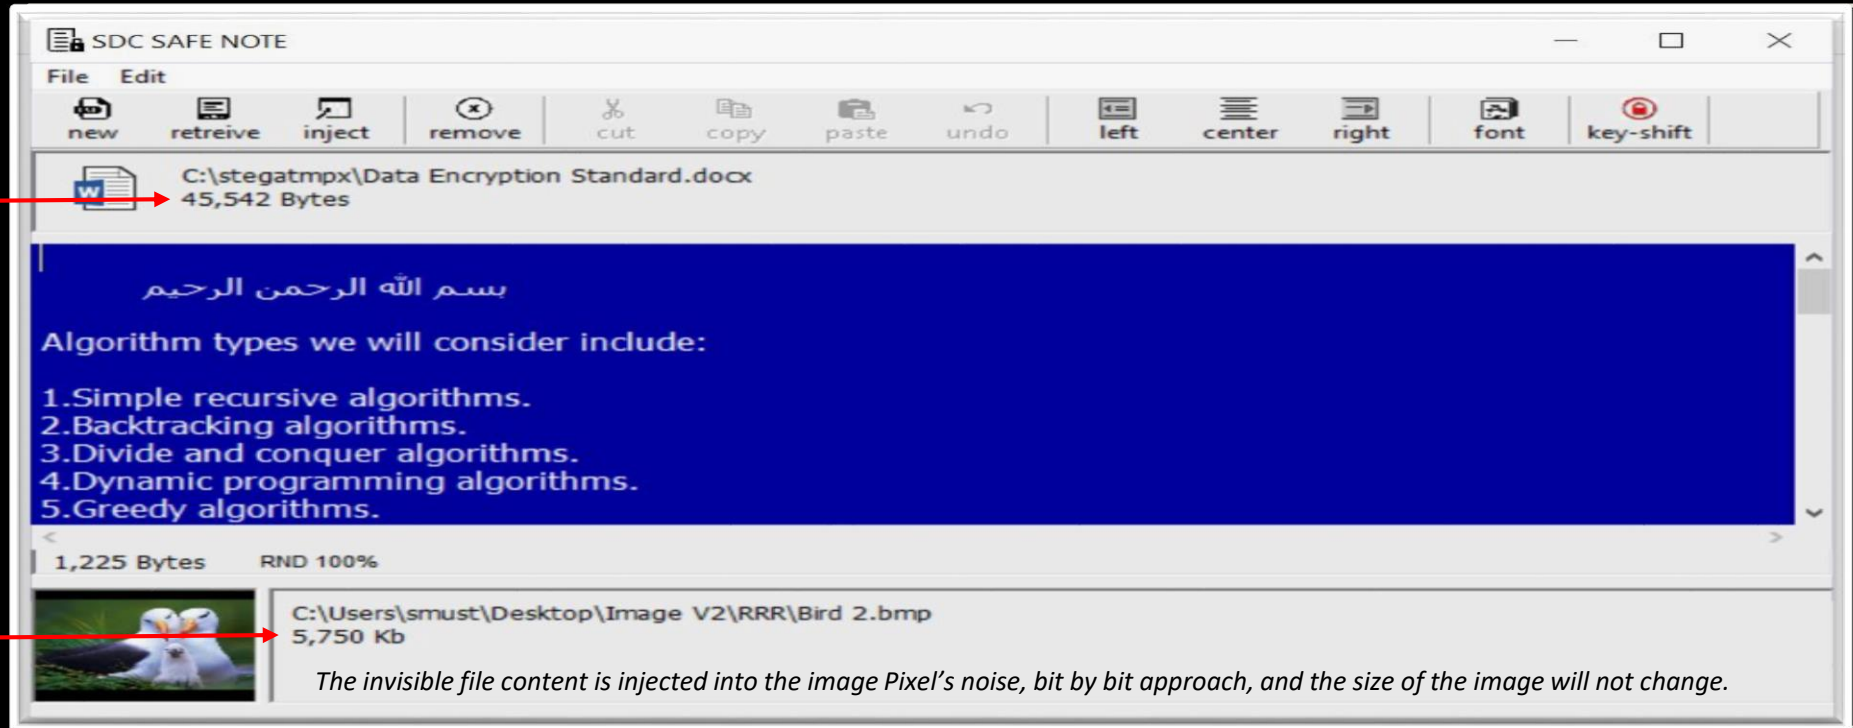 SDC SAFE NOTE
File Edit
new retreive inject remove cut copy paste undo left center right font key-shift
C:\stegatmpx\Data Encryption Standard.docx
45,542 Bytes
بسم الله الرحمن الرحيم
Algorithm types we will consider include:
1.Simple recursive algorithms.
2.Backtracking algorithms.
3.Divide and conquer algorithms.
4.Dynamic programming algorithms.
5.Greedy algorithms.
1,225 Bytes RND 100%
C:\Users\smust\Desktop\Image V2\RRR\Bird 2.bmp
5,750 Kb
The invisible file content is injected into the image Pixel’s noise, bit by bit approach, and the size of the image will not change.